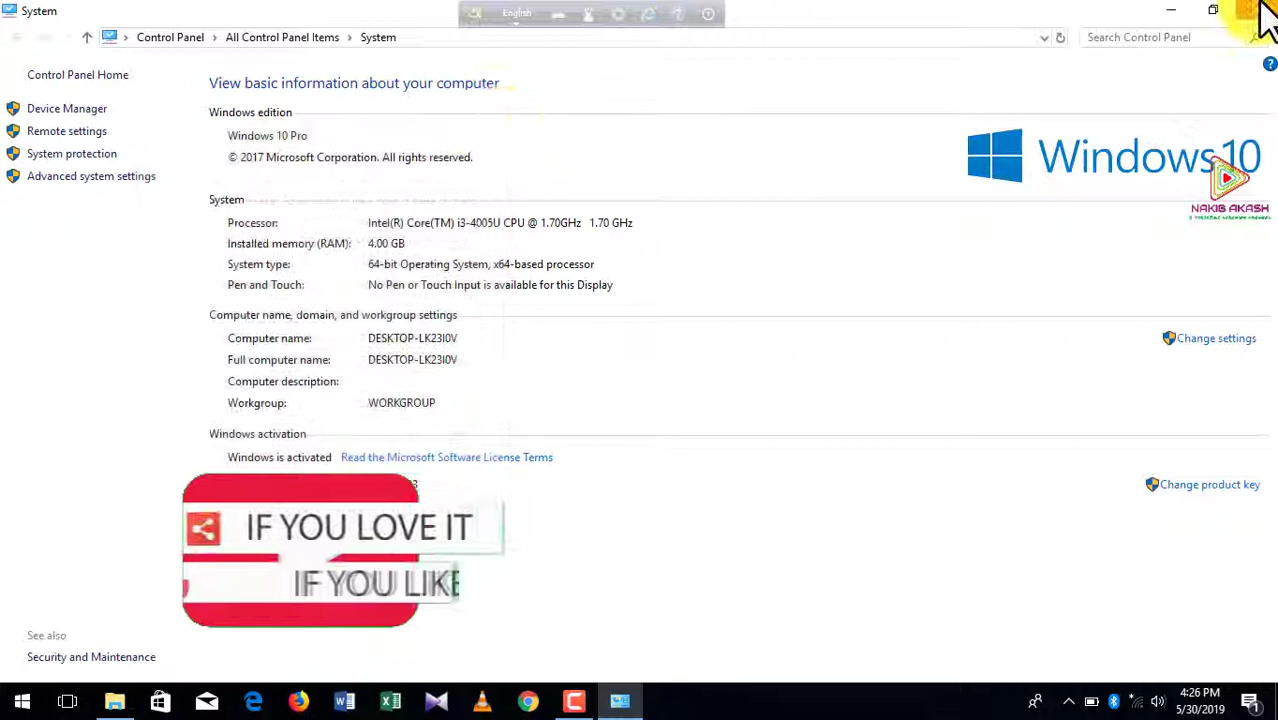 System
English
Control Panel
All Control Panel Items
System
Search Control Panel
Control Panel Home
Device Manager
Remote settings
System protection
Advanced system settings
View basic information about your computer
Windows edition
Windows 10 Pro
© 2017 Microsoft Corporation. All rights reserved.
Windows 10
NAKIB AKASH
System
Processor: Intel(R) Core(TM) i3-4005U CPU @ 1.70GHz 1.70 GHz
Installed memory (RAM): 4.00 GB
System type: 64-bit Operating System, x64-based processor
Pen and Touch: No Pen or Touch Input is available for this Display
Computer name, domain, and workgroup settings
Computer name: DESKTOP-LK23I0V
Change settings
Full computer name: DESKTOP-LK23I0V
Computer description:
Workgroup: WORKGROUP
Windows activation
Windows is activated Read the Microsoft Software License Terms
Change product key
IF YOU LOVE IT
IF YOU LIKE
See also
Security and Maintenance
4:26 PM
5/30/2019